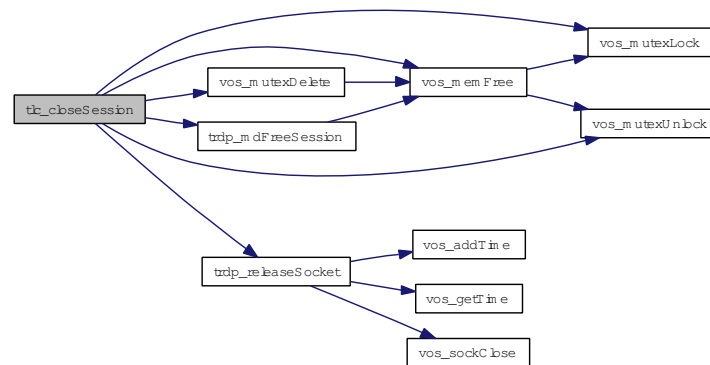 tlc_closeSession
vos_mutexDelete
trdp_mdFreeSession
vos_memFree
vos_mutexLock
vos_mutexUnlock
trdp_releaseSocket
vos_addTime
vos_getTime
vos_sockClose